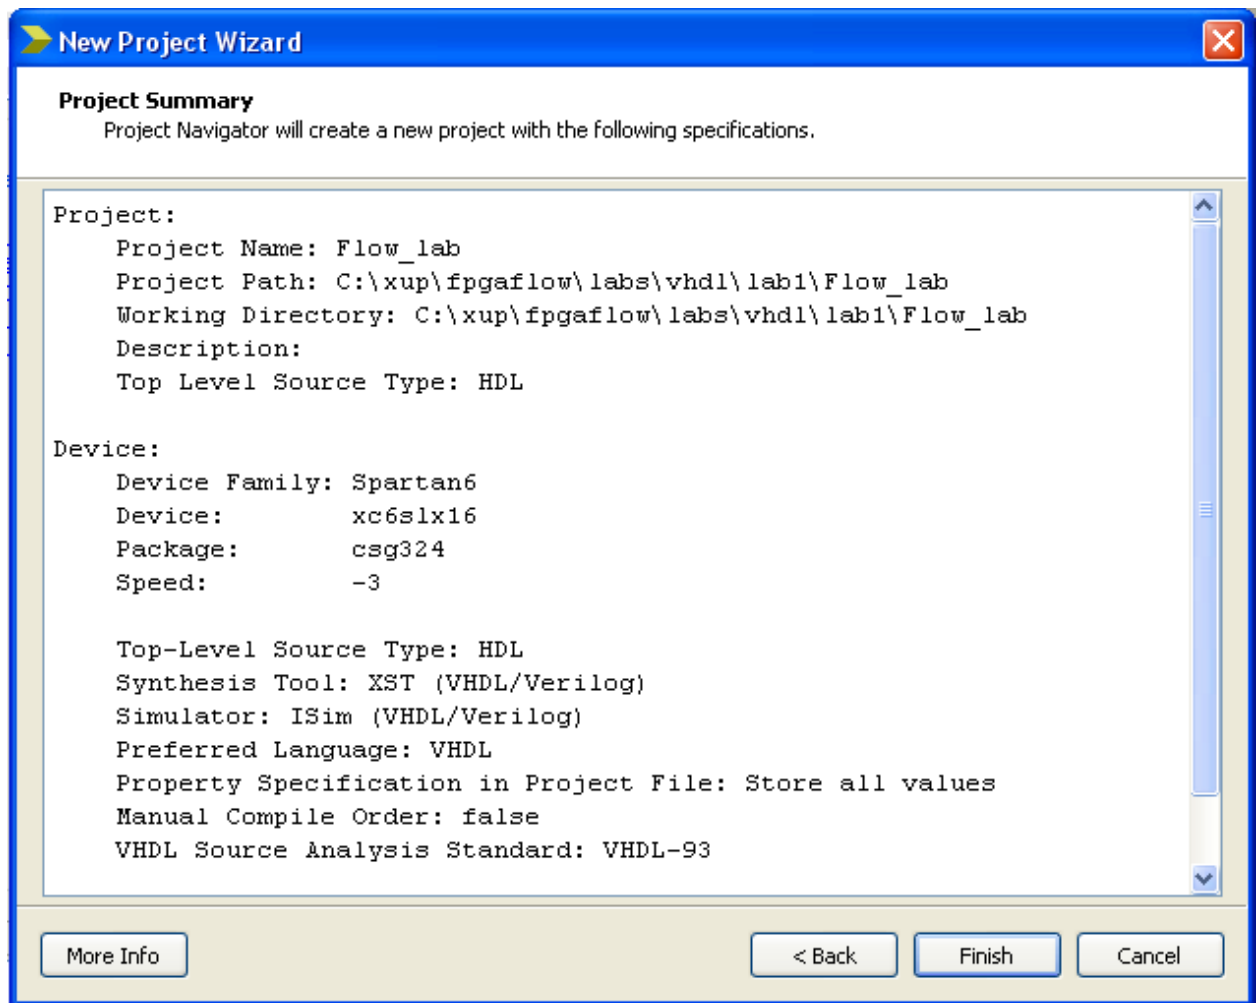 New Project Wizard
Project Summary
Project Navigator will create a new project with the following specifications.
Project:
Project Name: Flow_lab
Project Path: C:\xup\fpgaflow\labs\vhdl\lab1\Flow_lab
Working Directory: C:\xup\fpgaflow\labs\vhdl\lab1\Flow_lab
Description:
Top Level Source Type: HDL
Device:
Device Family: Spartan6
Device: xc6slx16
Package: csg324
Speed: -3
Top-Level Source Type: HDL
Synthesis Tool: XST (VHDL/Verilog)
Simulator: ISim (VHDL/Verilog)
Preferred Language: VHDL
Property Specification in Project File: Store all values
Manual Compile Order: false
VHDL Source Analysis Standard: VHDL-93
More Info < Back Finish Cancel